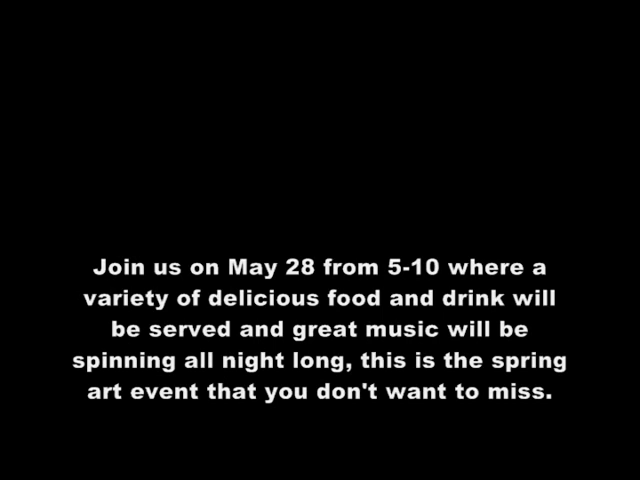 Join us on May 28 from 5-10 where a
variety of delicious food and drink will
be served and great music will be
spinning all night long, this is the spring
art event that you don't want to miss.